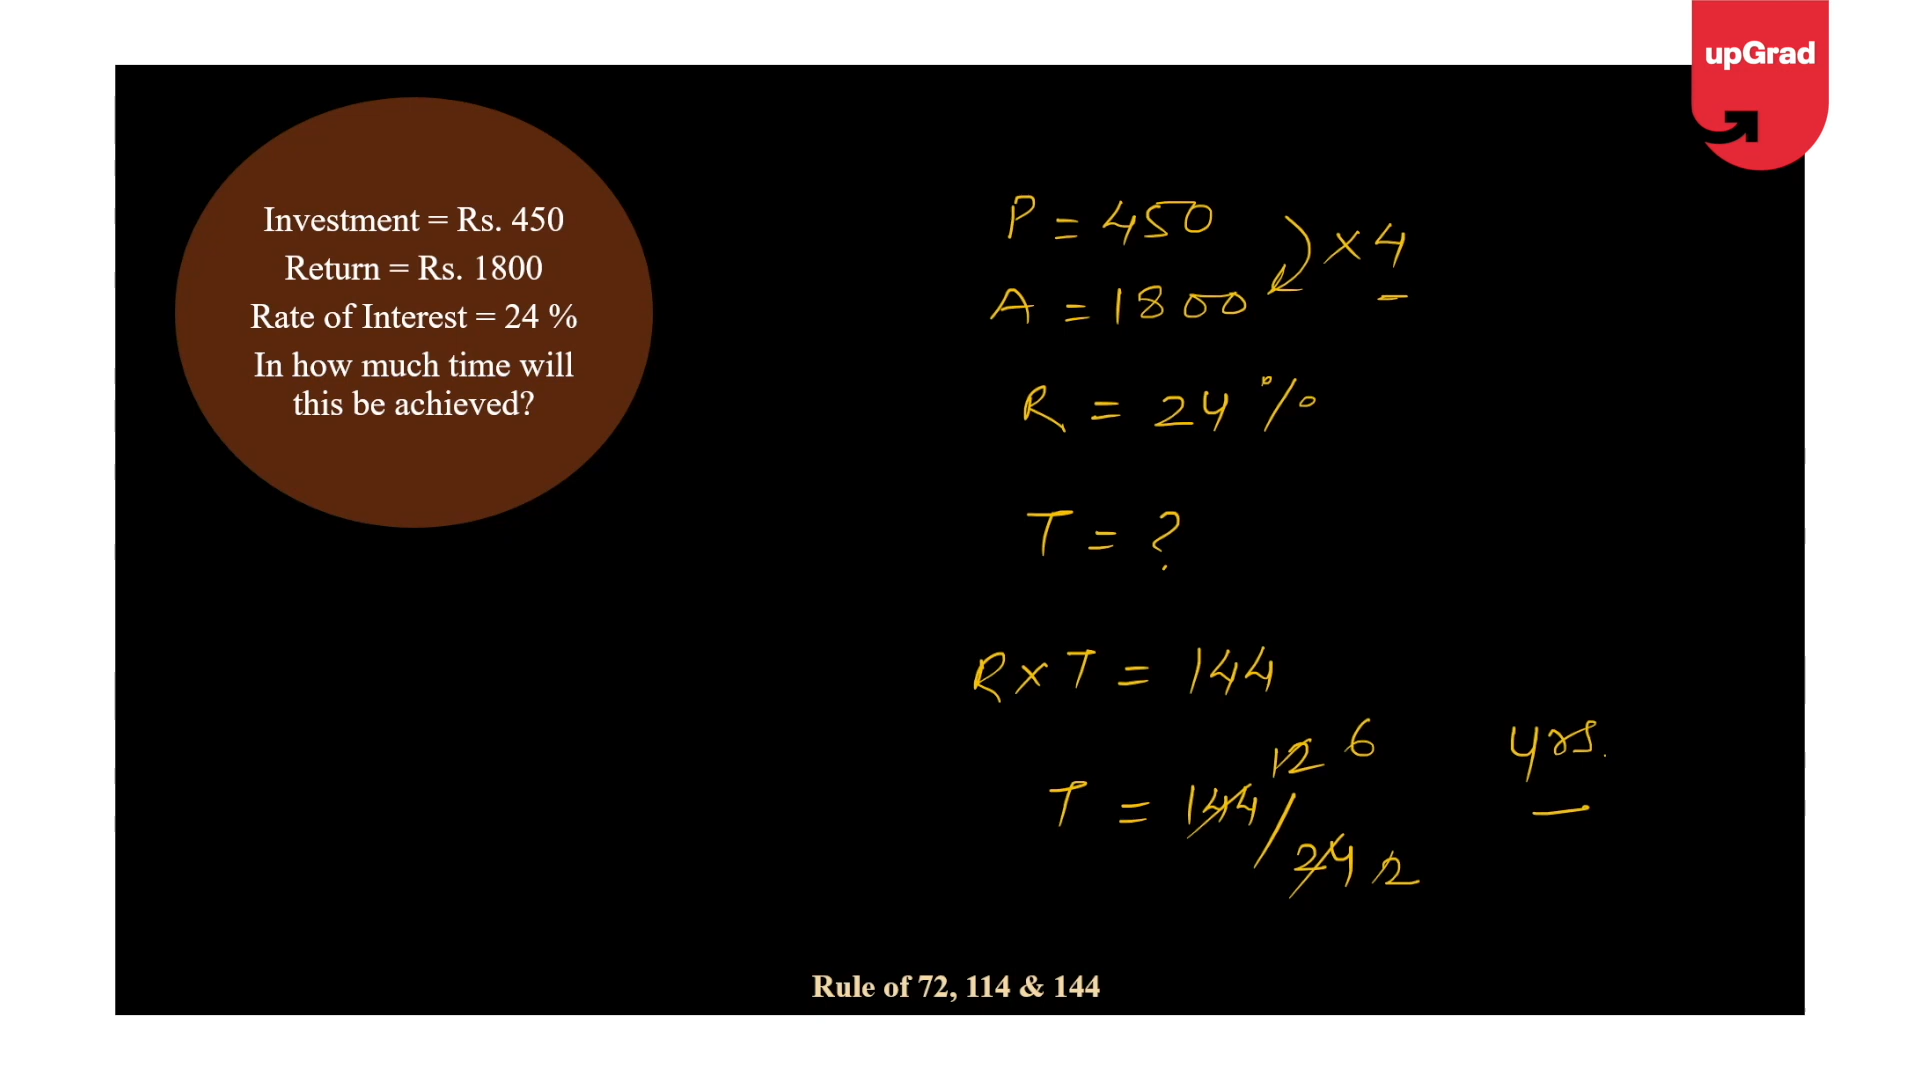 upGrad
Investment = Rs. 450
Return = Rs. 1800
Rate of Interest = 24 %
In how much time will
this be achieved?
P = 450
× 4
A = 1800
R = 24 %
T = ?
R × T = 144
12 6 yrs.
T = 144 / 24 2
Rule of 72, 114 & 144